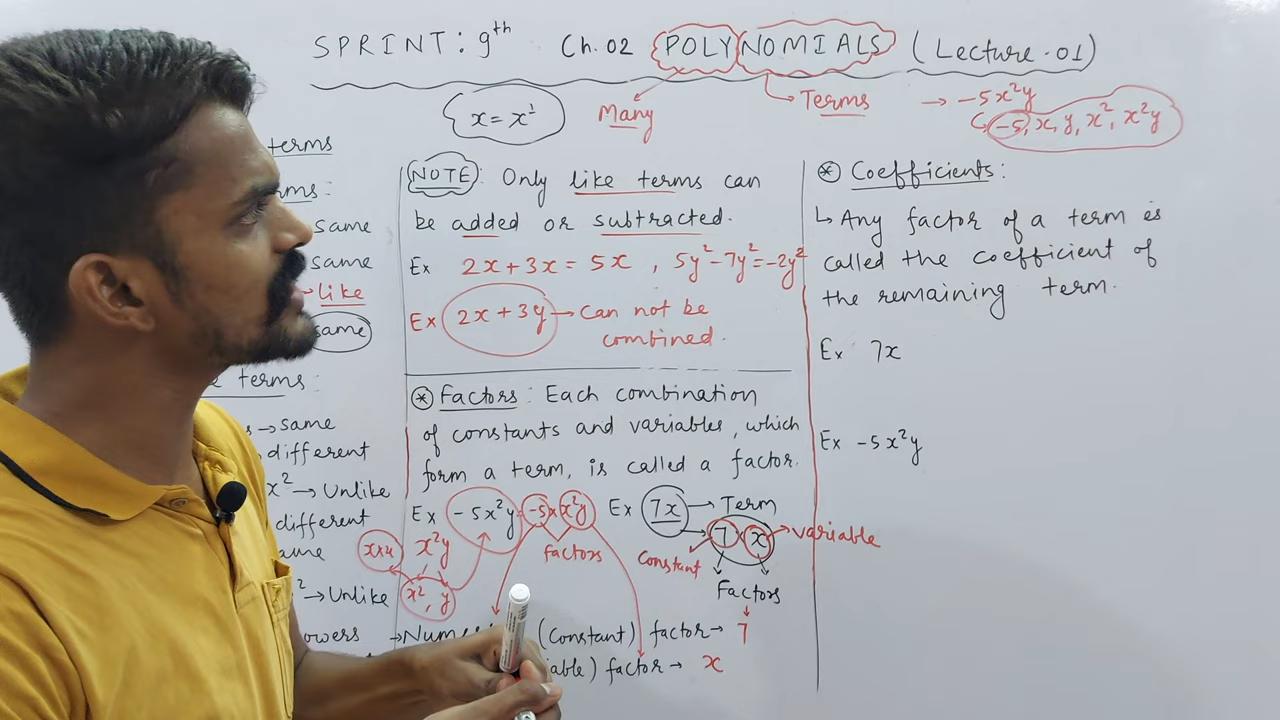 SPRINT: 9th Ch. 02 POLYNOMIALS (Lecture-01)
x = x¹
Many
Terms
→ -5x²y
-5, x, y, x², x²y
terms
same
same
like
same
terms:
→ same
different
x² → Unlike
different
→ Unlike
NOTE: Only like terms can
be added or subtracted.
Ex 2x + 3x = 5x , 5y² - 7y² = -2y²
Ex 2x + 3y → Can not be
combined.
* Factors: Each combination
of constants and variables, which
form a term, is called a factor.
Ex -5x²y = -5 × x²y
factors
x²y
x², y
Ex 7x → Term
→ 7 x → variable
Constant
Factors
(Constant) factor → 7
factor → x
* Coefficients:
↳ Any factor of a term is
called the coefficient of
the remaining term.
Ex 7x
Ex -5x²y